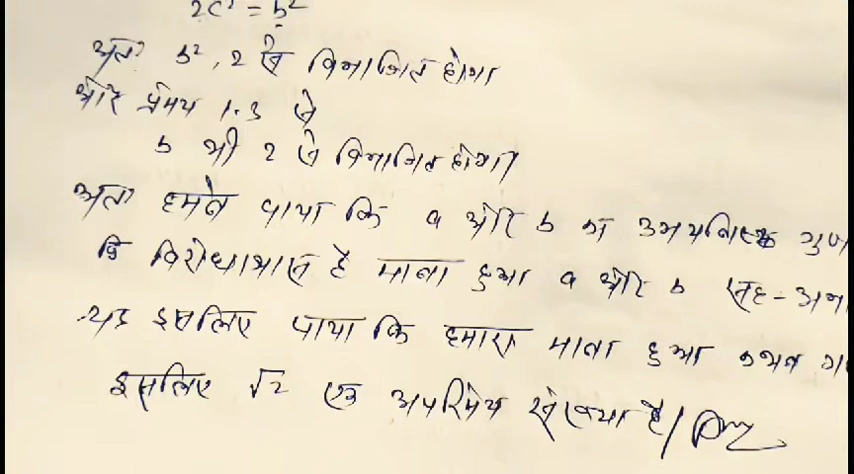 2c² = b²
अतः b², 2 से विभाजित होगा
और प्रमेय 1.3 से
b भी 2 से विभाजित होगा।
अतः हमने पाया कि a और b का उभयनिष्ठ गुण
कि विरोधाभास है माना हुआ a और b सह-अभा
यह इसलिए पाया कि हमारा माना हुआ कथन ग
इसलिए √2 एक अपरिमेय संख्या है।